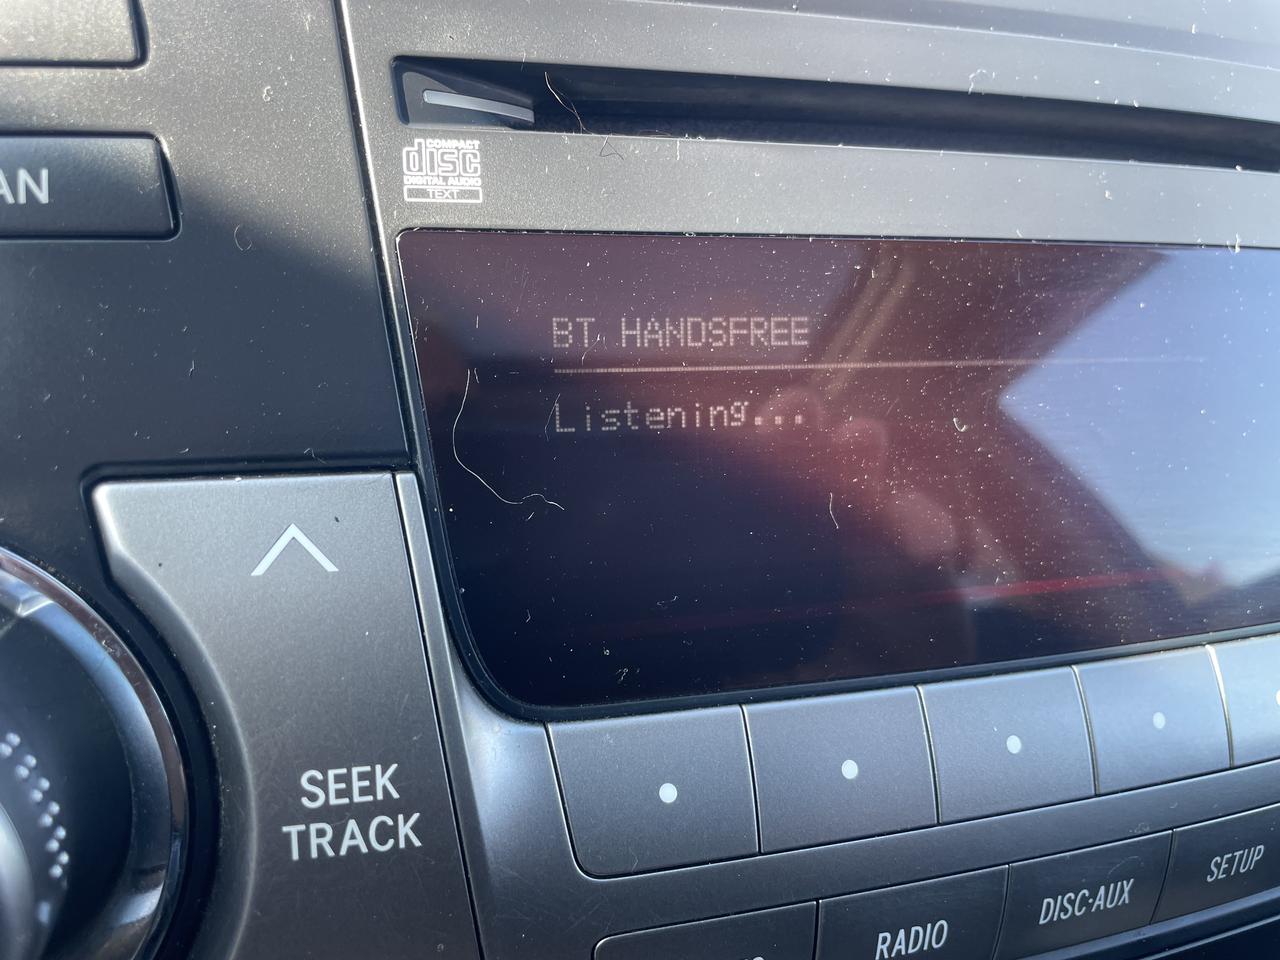 COMPACT
disc
DIGITAL AUDIO
TEXT
AN
BT HANDSFREE
Listening...
SEEK
TRACK
RADIO
DISC·AUX
SETUP